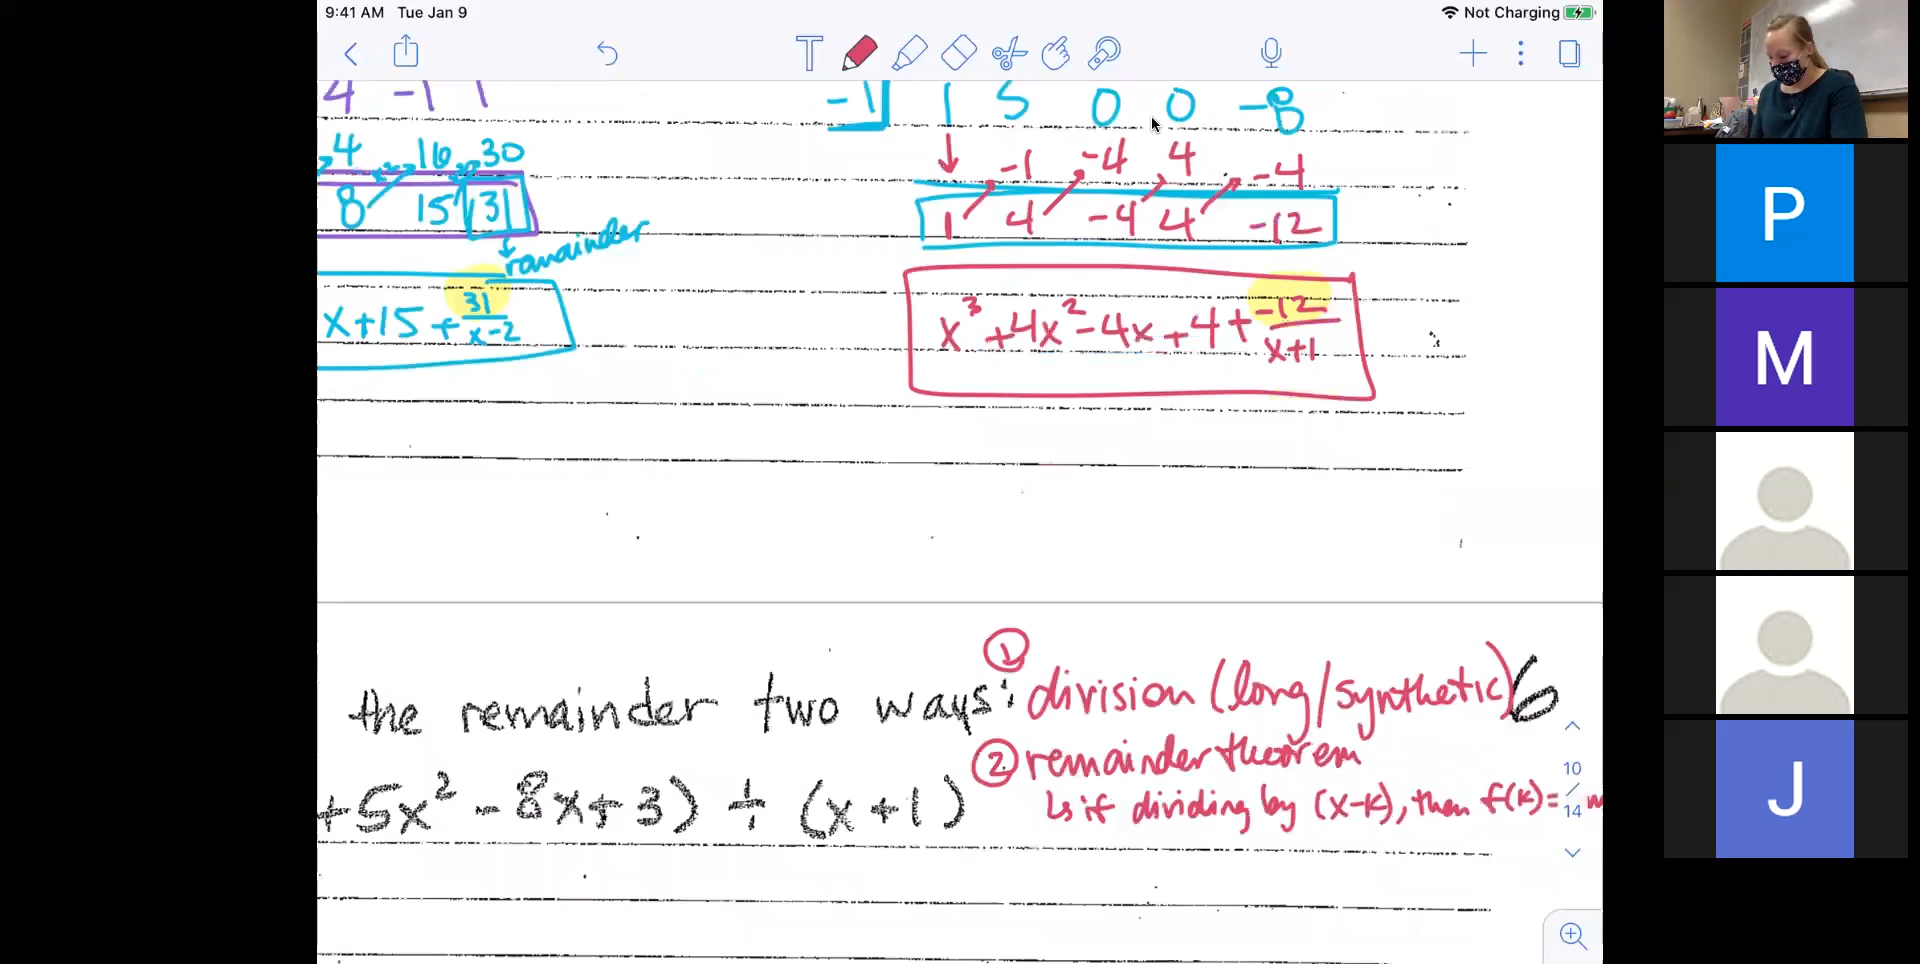 9:41 AM Tue Jan 9
Not Charging
T
4 -1 1
-1 1 5 0 0 -8
4 16 30
x2
-1 -4 4 -4
8 15 31
1 4 -4 4 -12
remainder
x+15+31/x-2
x³+4x²-4x+4+-12/x+1
the remainder two ways: ① division (long/synthetic) 6
② remainder theorem
+5x²-8x+3) ÷ (x+1)
↳ if dividing by (x-k), then f(k)=
10
/
14
P
M
J